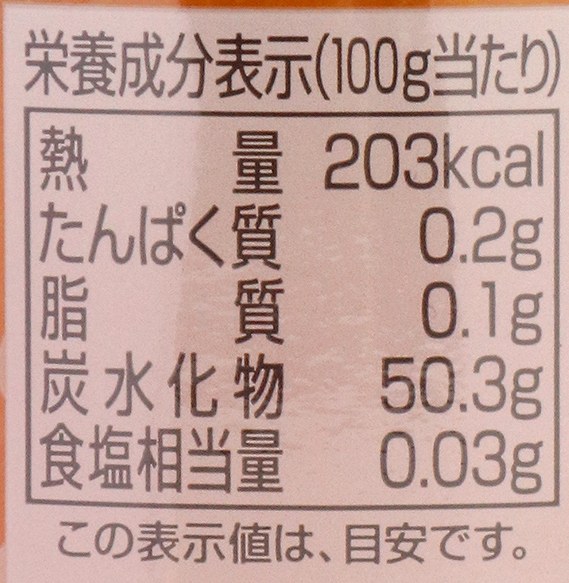 栄養成分表示(100g当たり)
熱量 203kcal
たんぱく質 0.2g
脂質 0.1g
炭水化物 50.3g
食塩相当量 0.03g
この表示値は、目安です。